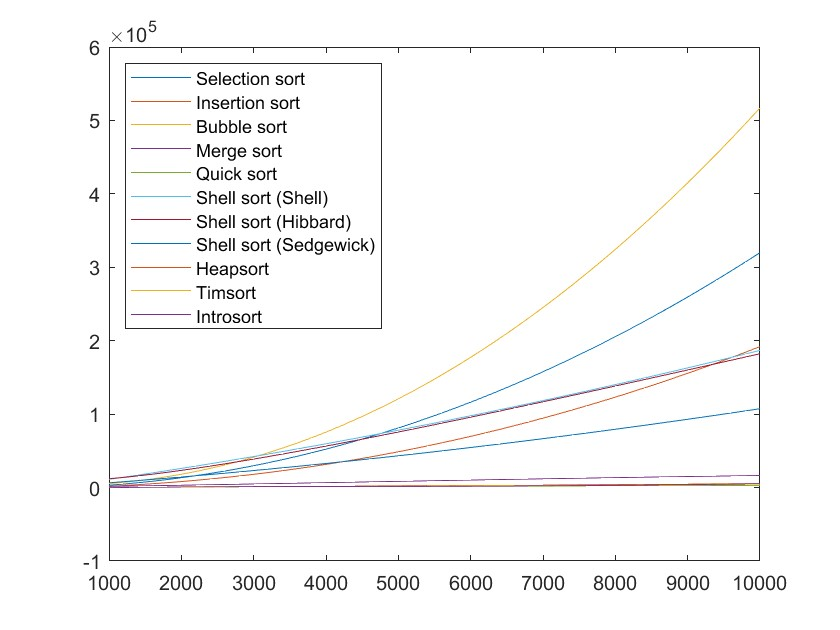 ×10⁵
6
5
4
3
2
1
0
-1
Selection sort
Insertion sort
Bubble sort
Merge sort
Quick sort
Shell sort (Shell)
Shell sort (Hibbard)
Shell sort (Sedgewick)
Heapsort
Timsort
Introsort
1000 2000 3000 4000 5000 6000 7000 8000 9000 10000